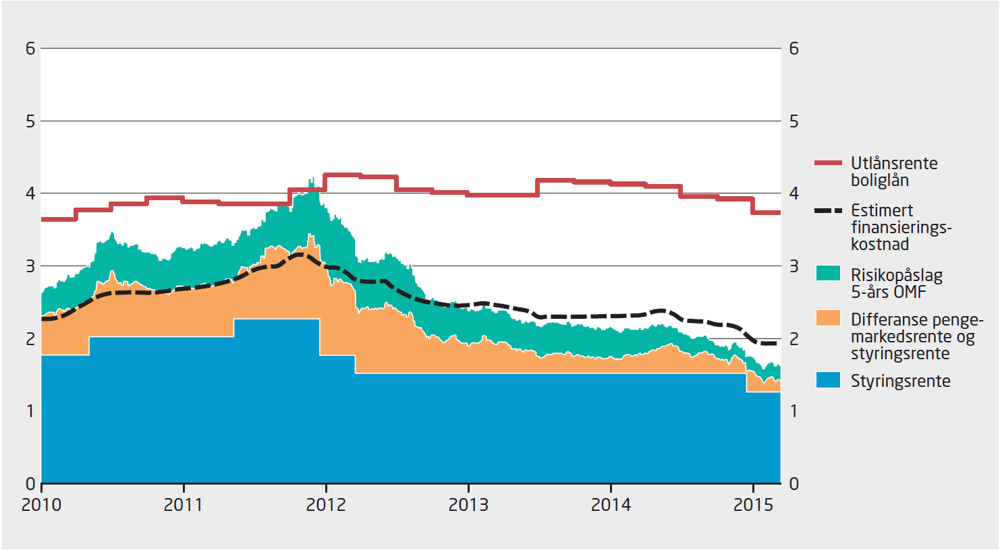 6
6
5
5
4
4
3
3
2
2
1
1
0
0
2010
2011
2012
2013
2014
2015
Utlånsrente
boliglån
Estimert
finansierings-
kostnad
Risikopåslag
5-års OMF
Differanse penge-
markedsrente og
styringsrente
Styringsrente